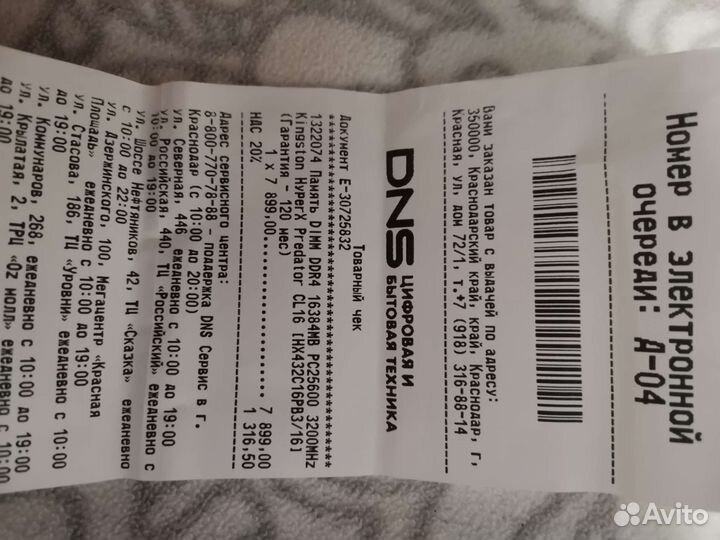 Номер в электронной
очереди: Д-04
Вами заказан товар с выдачей по адресу:
350000, Краснодарский край, край, Краснодар, г,
Красная, ул, дом 72/1, т.+7 (918) 316-88-14
DNS ЦИФРОВАЯ И
БЫТОВАЯ ТЕХНИКА
Товарный чек
Документ E-30725832
1322074 Память DIMM DDR4 16384MB PC25600 3200MHz
Kingston HyperX Predator CL16 [HX432C16PB3/16]
(Гарантия - 120 мес)
1 x 7 899,00 7 899,00
НДС 20% 1 316,50
Адрес сервисного центра:
8-800-770-78-88 - поддержка DNS Сервис в г.
Краснодар (с 10:00 до 20:00)
ул. Северная, 446 ежедневно с 10:00 до 19:00
ул. Российская, 440, ТЦ «Российский» ежедневно с
10:00 до 19:00
ул. Шоссе Нефтяников, 42, ТЦ «Сказка» ежедневно
с 10:00 до 22:00
ул. Дзержинского, 100, Мегацентр «Красная
Площадь» ежедневно с 10:00 до 19:00
ул. Стасова, 186, ТЦ «Уровни» ежедневно с 10:00
до 19:00
ул. Коммунаров, 268, ежедневно с 10:00 до 19:00
ул. Крылатая, 2, ТРЦ «Oz молл» ежедневно с 10:00
до 19:00
Avito